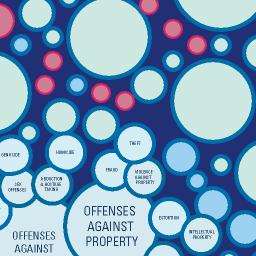 THEFT
HOMICIDE
GENOCIDE
FRAUD
VIOLENCE
AGAINST
PROPERTY
ABDUCTION
& HOSTAGE
TAKING
SEX
OFFENSES
OFFENSES
AGAINST
PROPERTY
EXTORTION
INTELLECTUAL
PROPERTY
OFFENSES
AGAINST